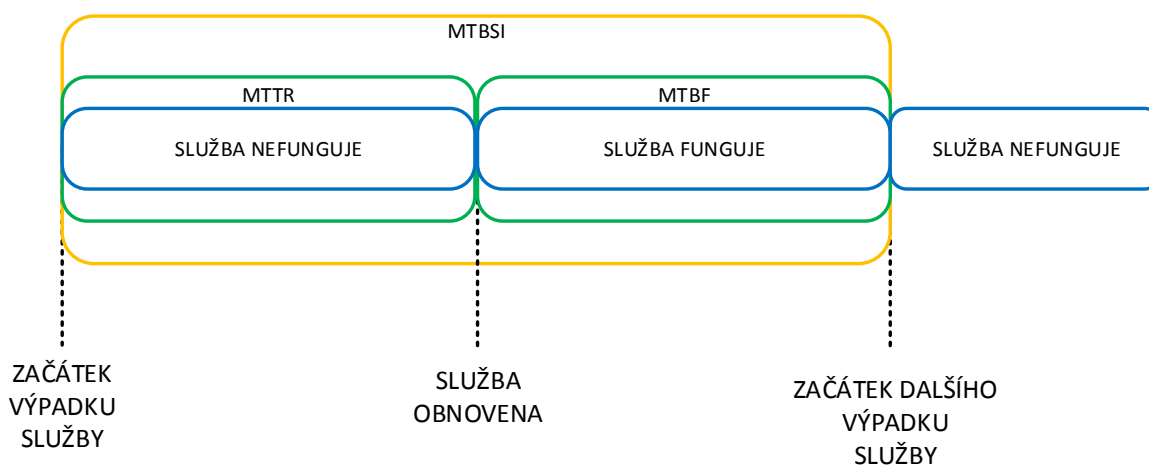 MTBSI
MTTR
MTBF
SLUŽBA NEFUNGUJE
SLUŽBA FUNGUJE
SLUŽBA NEFUNGUJE
ZAČÁTEK
VÝPADKU
SLUŽBY
SLUŽBA
OBNOVENA
ZAČÁTEK DALŠÍHO
VÝPADKU
SLUŽBY